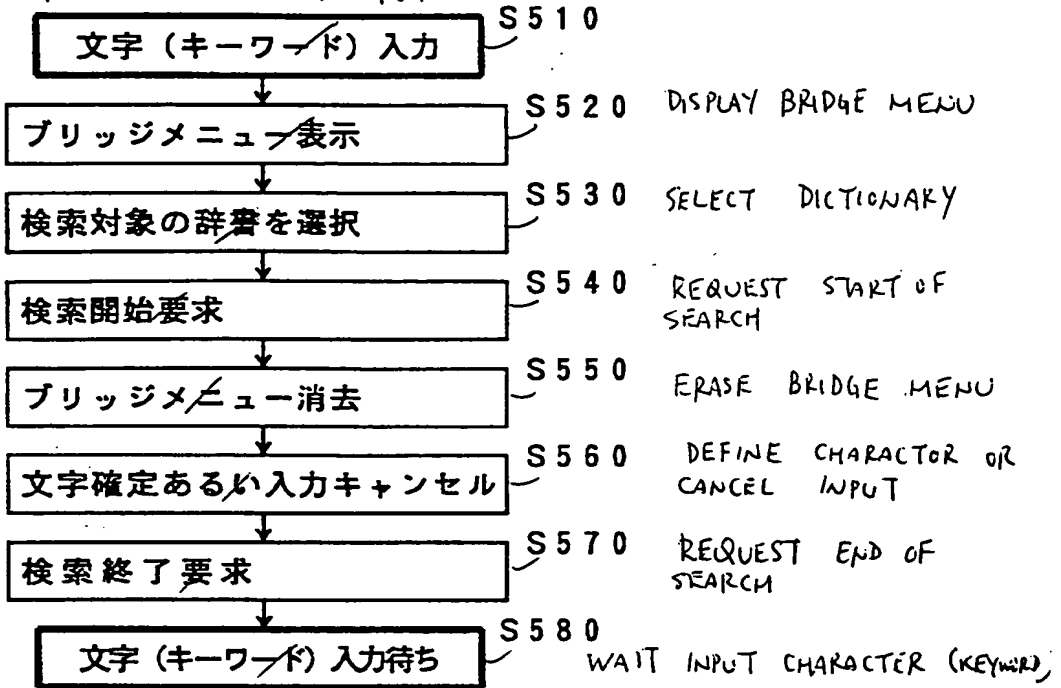 S510
文字（キーワード）入力
S520 DISPLAY BRIDGE MENU
ブリッジメニュー表示
S530 SELECT DICTIONARY
検索対象の辞書を選択
S540 REQUEST START OF
SEARCH
検索開始要求
S550 ERASE BRIDGE MENU
ブリッジメニュー消去
S560 DEFINE CHARACTOR OR
CANCEL INPUT
文字確定あるい入力キャンセル
S570 REQUEST END OF
SEARCH
検索終了要求
S580
文字（キーワード）入力待ち
WAIT INPUT CHARACTER (KEYWORD)